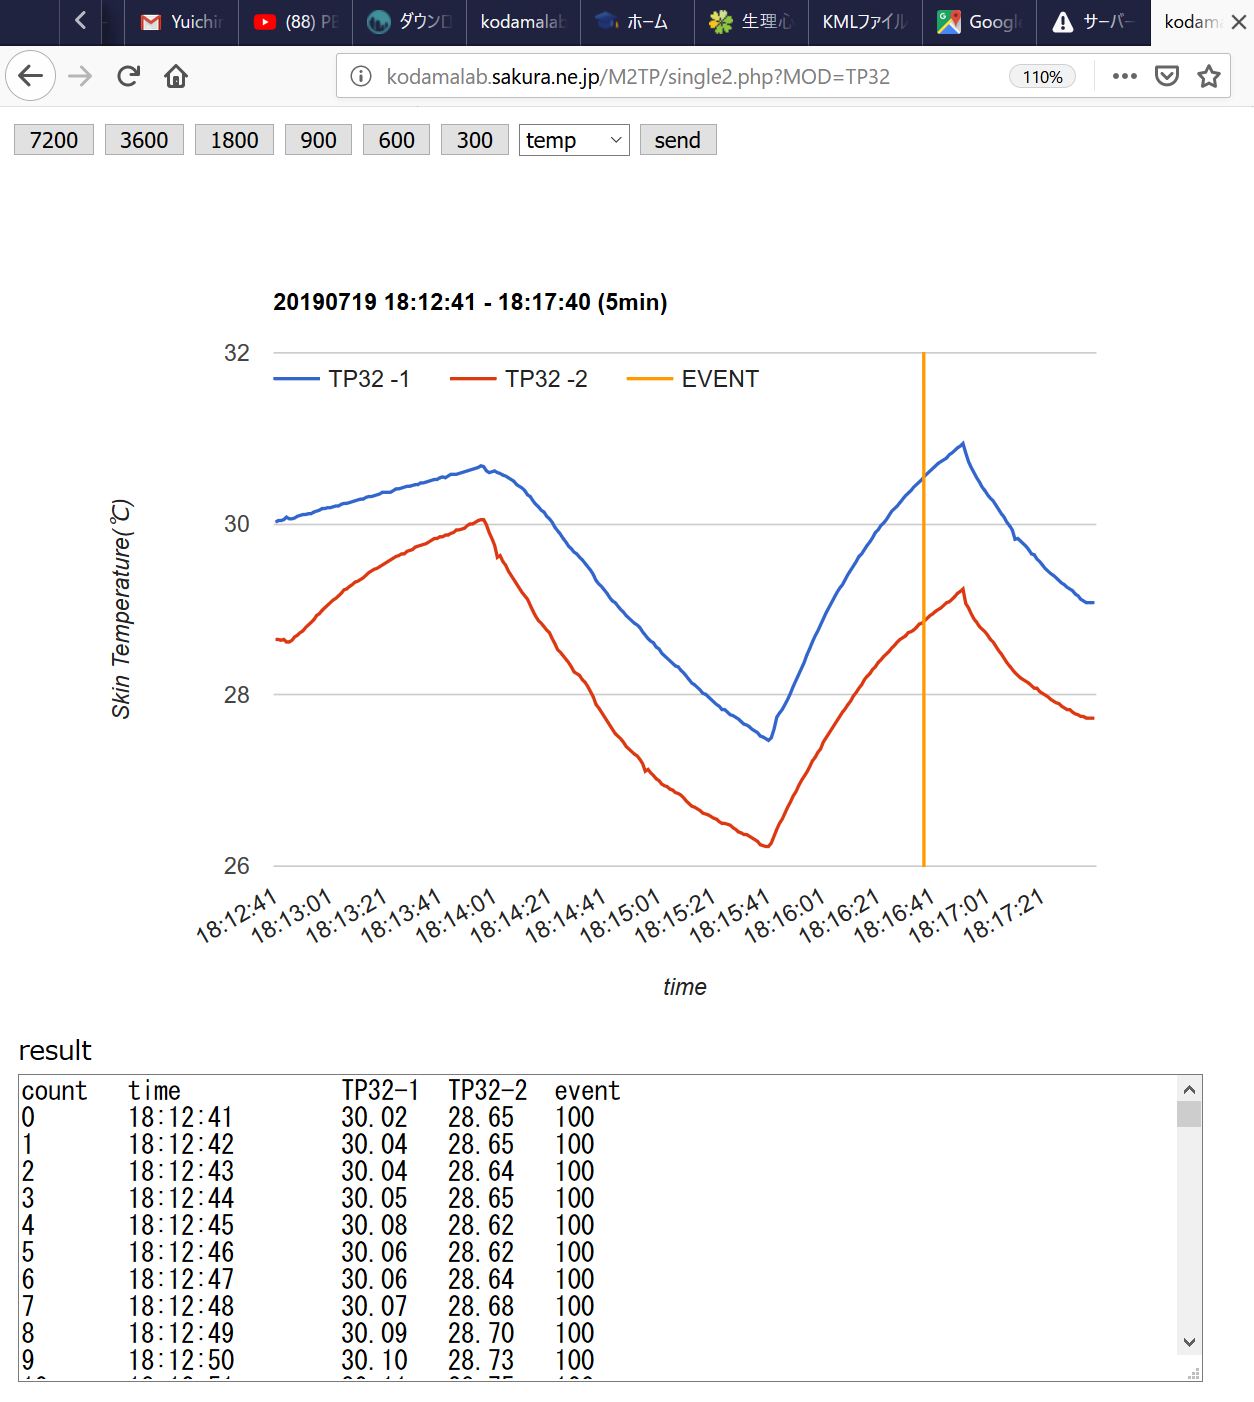 Yuichi
(88) PE
ダウンロ
kodamalab
ホーム
生理心
KMLファイル
Google
サーバー
kodama
kodamalab.sakura.ne.jp/M2TP/single2.php?MOD=TP32
110%
7200 3600 1800 900 600 300 temp send
20190719 18:12:41 - 18:17:40 (5min)
TP32 -1 TP32 -2 EVENT
32
30
28
26
Skin Temperature(℃)
18:12:41 18:13:01 18:13:21 18:13:41 18:14:01 18:14:21 18:14:41 18:15:01 18:15:21 18:15:41 18:16:01 18:16:21 18:16:41 18:17:01 18:17:21
time
result
count time TP32-1 TP32-2 event
0 18:12:41 30.02 28.65 100
1 18:12:42 30.04 28.65 100
2 18:12:43 30.04 28.64 100
3 18:12:44 30.05 28.65 100
4 18:12:45 30.08 28.62 100
5 18:12:46 30.06 28.62 100
6 18:12:47 30.06 28.64 100
7 18:12:48 30.07 28.68 100
8 18:12:49 30.09 28.70 100
9 18:12:50 30.10 28.73 100